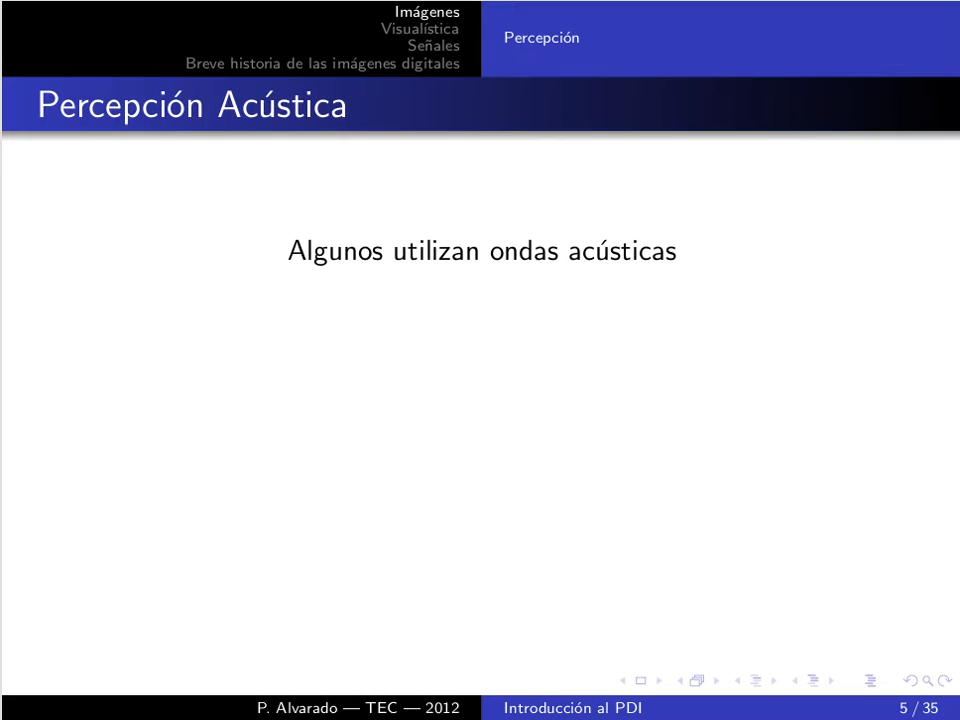 Imágenes
Visualística
Señales
Breve historia de las imágenes digitales
Percepción
Percepción Acústica
Algunos utilizan ondas acústicas
P. Alvarado — TEC — 2012
Introducción al PDI
5 / 35